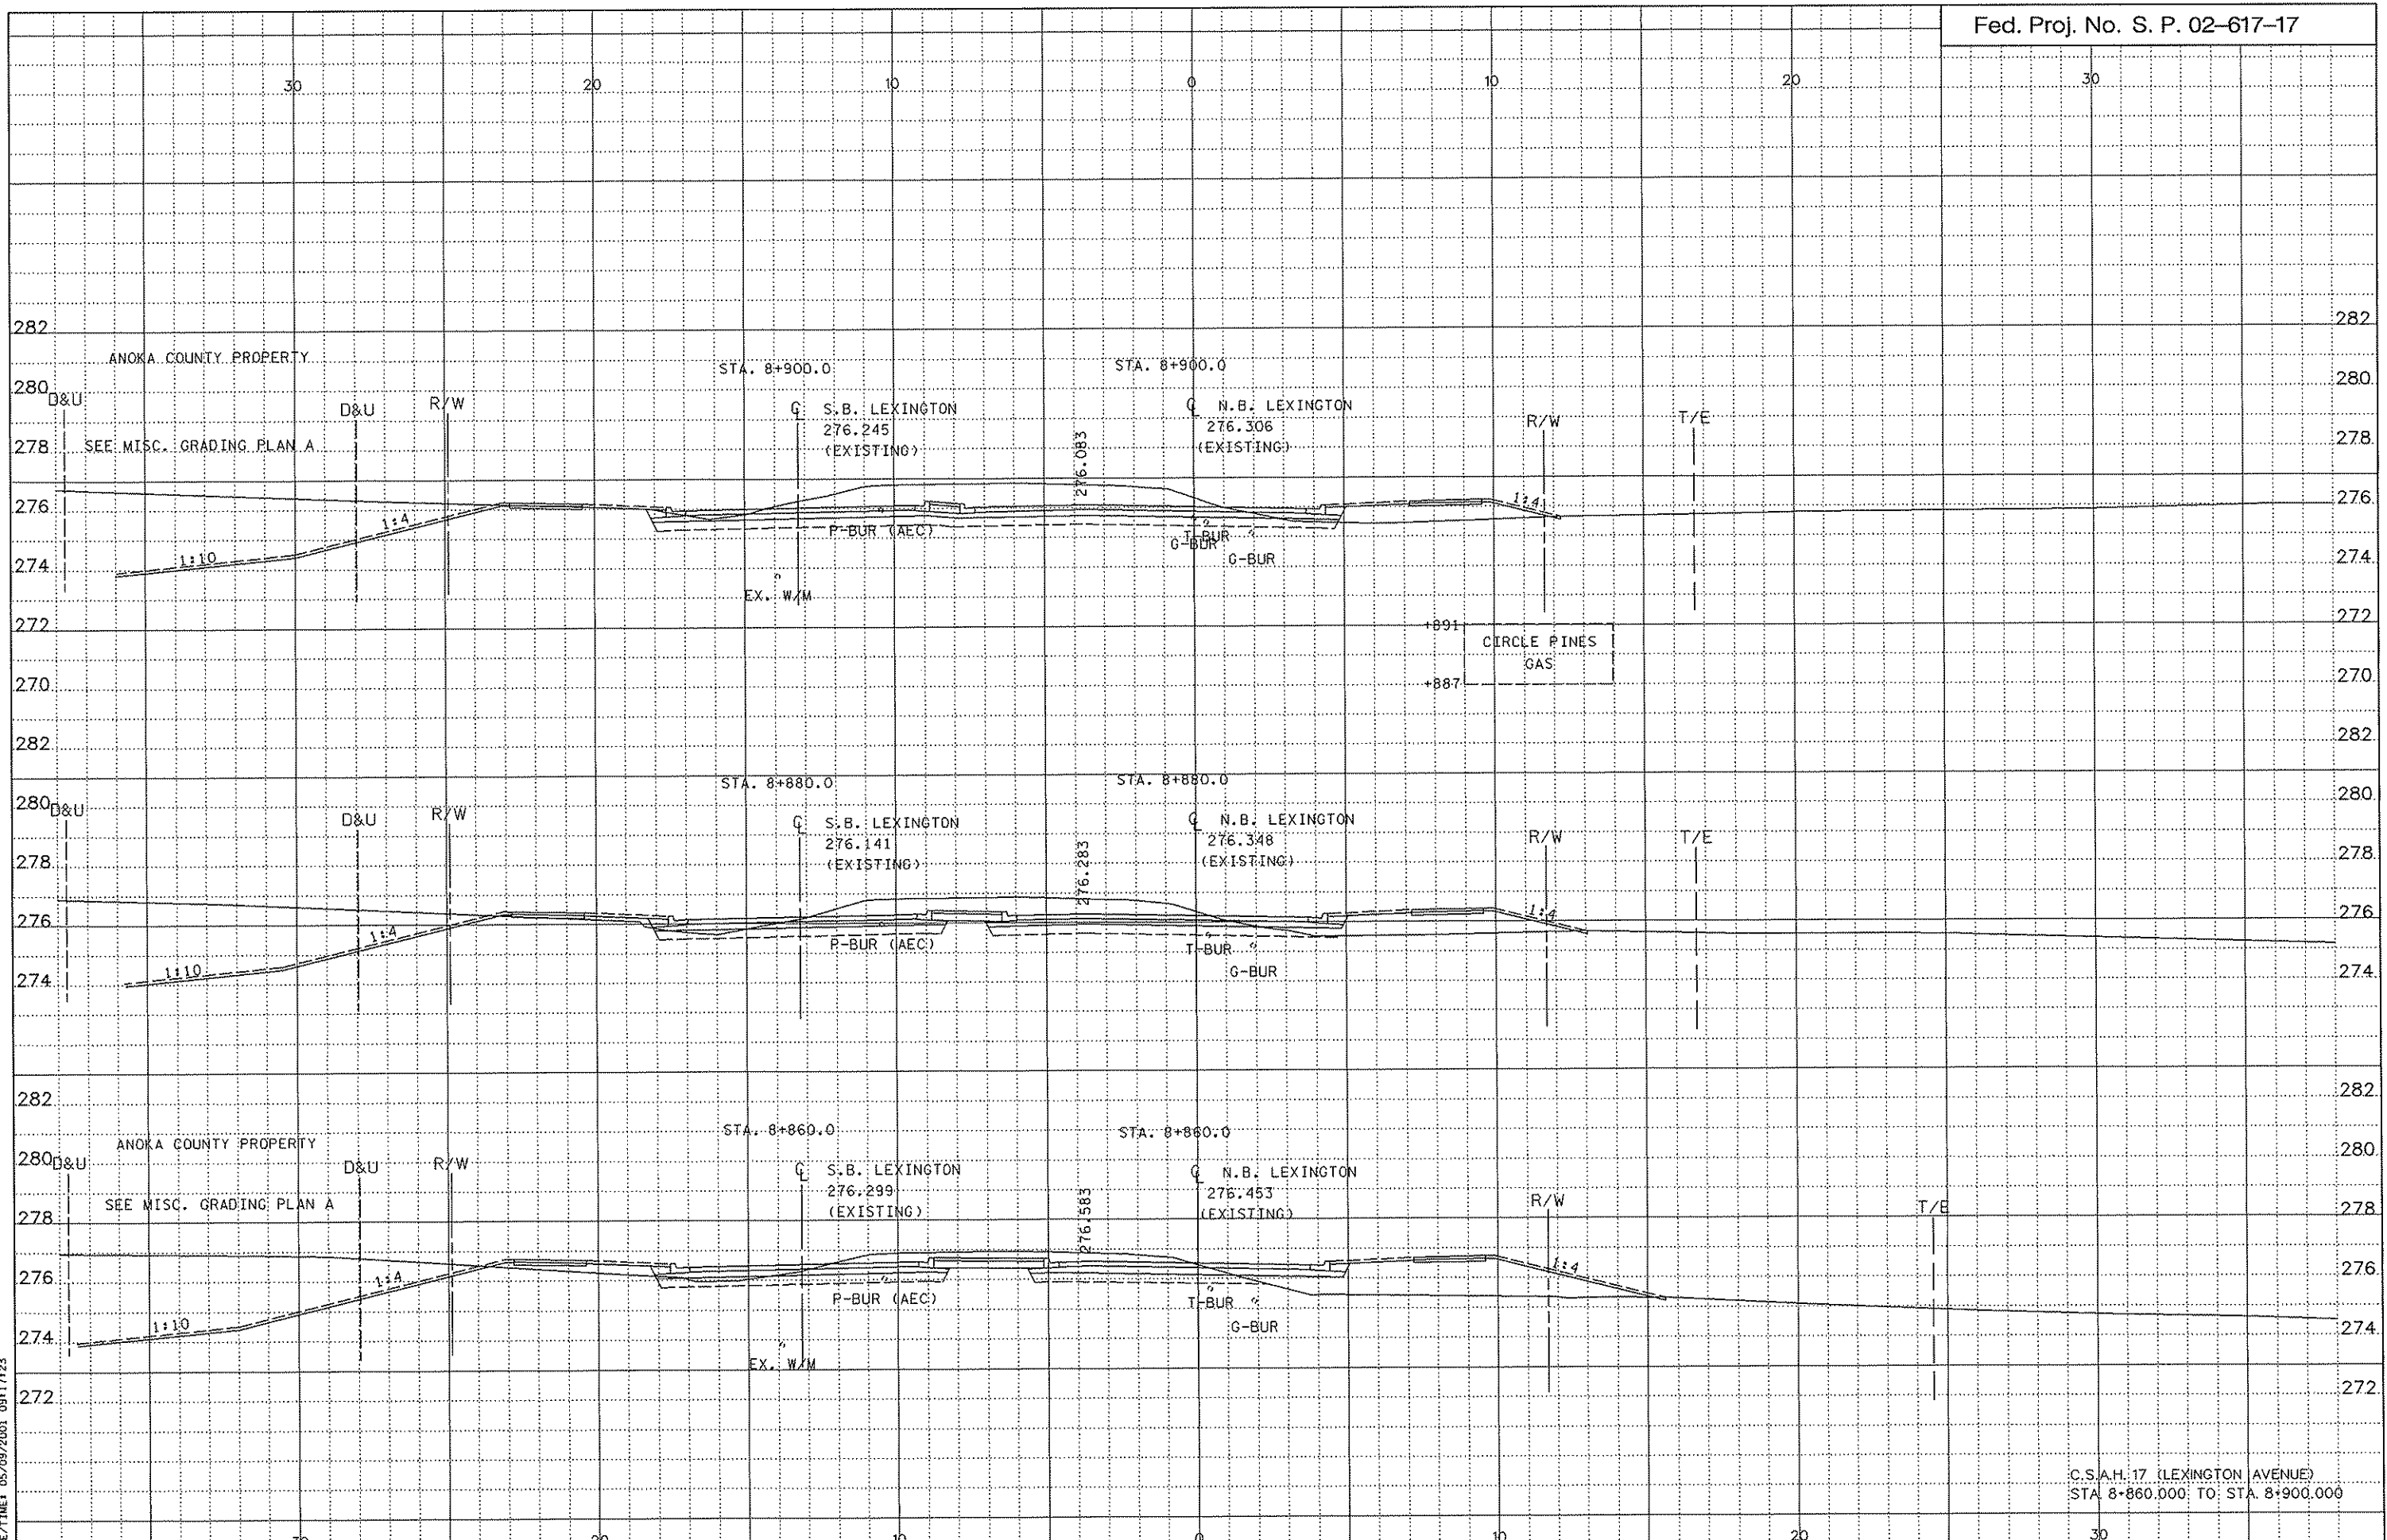 Fed. Proj. No. S. P. 02-617-17
30 20 10 0 10 20 30
282 282
ANOKA COUNTY PROPERTY
STA. 8+900.0 STA. 8+900.0
280 280
D&U D&U R/W ℄ S.B. LEXINGTON ℄ N.B. LEXINGTON R/W T/E
276.245 276.306
(EXISTING) (EXISTING)
278 SEE MISC. GRADING PLAN A 276.083 278
276 276
1:4 1:4
P-BUR (AEC) T-BUR
G-BUR
1:10 G-BUR
274 274
EX. W/M
272 272
+891 CIRCLE PINES
GAS
+887
270 270
282 282
STA. 8+880.0 STA. 8+880.0
280 280
D&U D&U R/W ℄ S.B. LEXINGTON ℄ N.B. LEXINGTON R/W T/E
276.141 276.348
(EXISTING) (EXISTING)
278 276.283 278
276 276
1:4 1:4
P-BUR (AEC) T-BUR
1:10 G-BUR
274 274
282 282
ANOKA COUNTY PROPERTY
STA. 8+860.0 STA. 8+860.0
280 280
D&U D&U R/W ℄ S.B. LEXINGTON ℄ N.B. LEXINGTON R/W T/E
276.299 276.453
(EXISTING) (EXISTING)
SEE MISC. GRADING PLAN A 276.583
278 278
276 276
1:4 1:4
P-BUR (AEC) T-BUR
1:10 G-BUR
274 274
EX. W/M
272 272
C.S.A.H. 17 (LEXINGTON AVENUE)
STA. 8+860.000 TO STA. 8+900.000
30 20 10 0 10 20 30
E/TIME: 05/09/2001 09:17:23